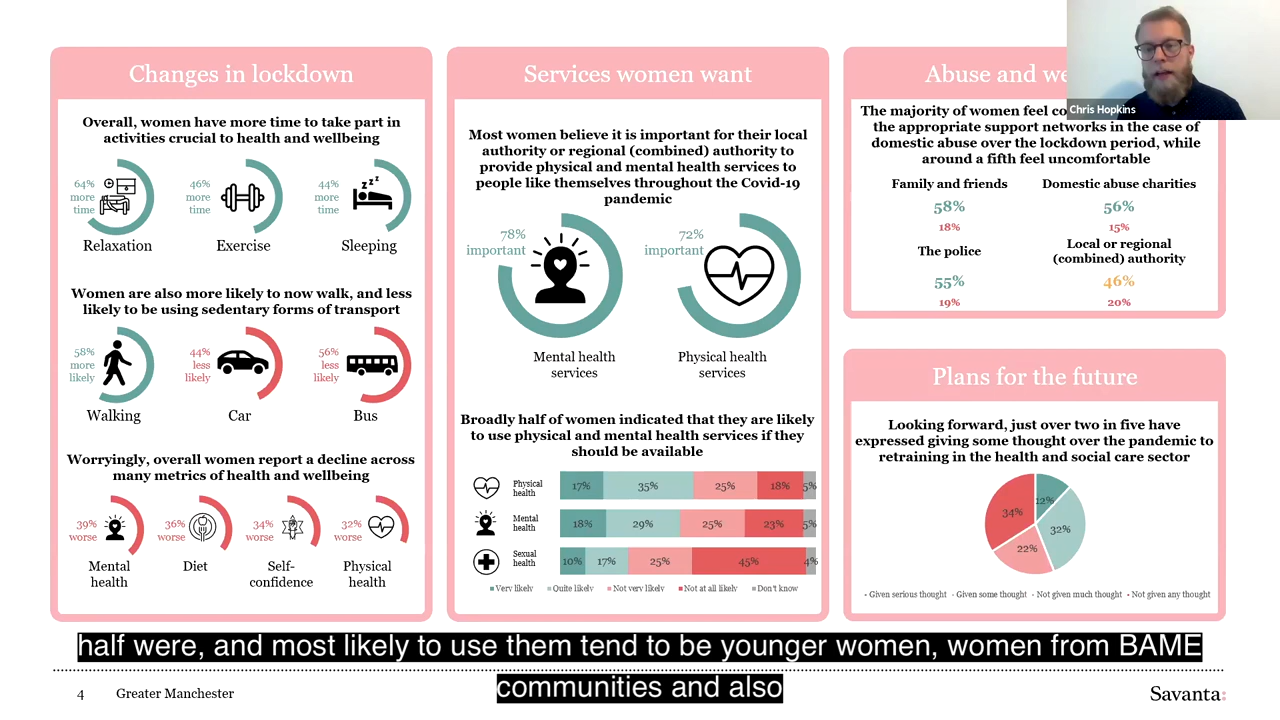 Changes in lockdown
Overall, women have more time to take part in
activities crucial to health and wellbeing
64%
more
time
Relaxation
46%
more
time
Exercise
44%
more
time
Sleeping
Women are also more likely to now walk, and less
likely to be using sedentary forms of transport
58%
more
likely
Walking
44%
less
likely
Car
56%
less
likely
Bus
Worryingly, overall women report a decline across
many metrics of health and wellbeing
39%
worse
Mental
health
36%
worse
Diet
34%
worse
Self-
confidence
32%
worse
Physical
health
Services women want
Most women believe it is important for their local
authority or regional (combined) authority to
provide physical and mental health services to
people like themselves throughout the Covid-19
pandemic
78%
important
Mental health
services
72%
important
Physical health
services
Broadly half of women indicated that they are likely
to use physical and mental health services if they
should be available
Physical
health
17% 35% 25% 18% 5%
Mental
health
18% 29% 25% 23% 5%
Sexual
health
10% 17% 25% 45% 4%
Very likely Quite likely Not very likely Not at all likely Don't know
Abuse and we
Chris Hopkins
The majority of women feel co
the appropriate support networks in the case of
domestic abuse over the lockdown period, while
around a fifth feel uncomfortable
Family and friends
58%
18%
Domestic abuse charities
56%
15%
The police
55%
19%
Local or regional
(combined) authority
46%
20%
Plans for the future
Looking forward, just over two in five have
expressed giving some thought over the pandemic to
retraining in the health and social care sector
12%
32%
22%
34%
Given serious thought Given some thought Not given much thought Not given any thought
half were, and most likely to use them tend to be younger women, women from BAME
communities and also
4 Greater Manchester
Savanta: